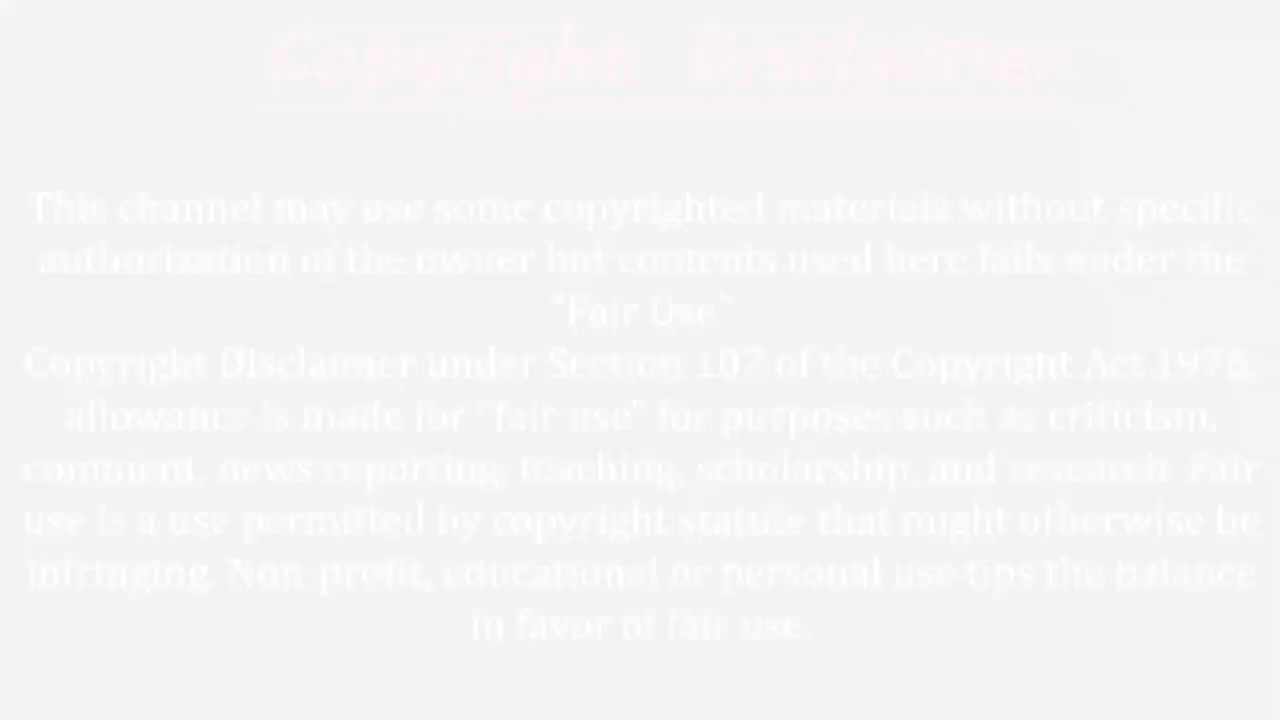 Copyright Disclaimer
This channel may use some copyrighted materials without specific
authorization of the owner but contents used here falls under the
"Fair Use"
Copyright Disclaimer under Section 107 of the Copyright Act 1976,
allowance is made for "fair use" for purposes such as criticism,
comment, news reporting, teaching, scholarship, and research. Fair
use is a use permitted by copyright statute that might otherwise be
infringing. Non-profit, educational or personal use tips the balance
in favor of fair use.